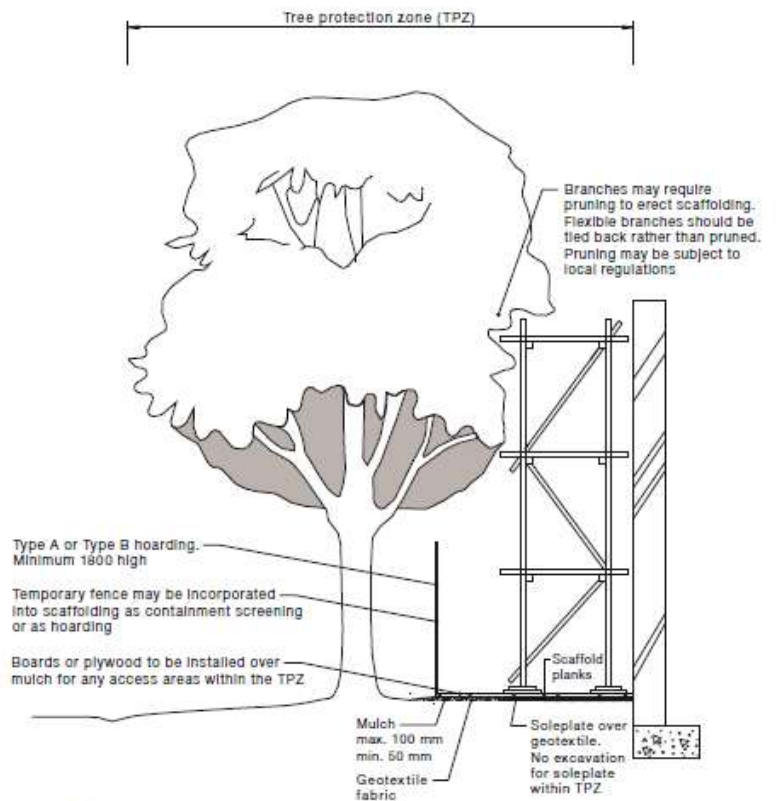 Tree protection zone (TPZ)
Branches may require
pruning to erect scaffolding.
Flexible branches should be
tied back rather than pruned.
Pruning may be subject to
local regulations
Type A or Type B hoarding.
Minimum 1800 high
Temporary fence may be incorporated
into scaffolding as containment screening
or as hoarding
Boards or plywood to be installed over
mulch for any access areas within the TPZ
Scaffold
planks
Mulch
max. 100 mm
min. 50 mm
Geotextile
fabric
Soleplate over
geotextile.
No excavation
for soleplate
within TPZ